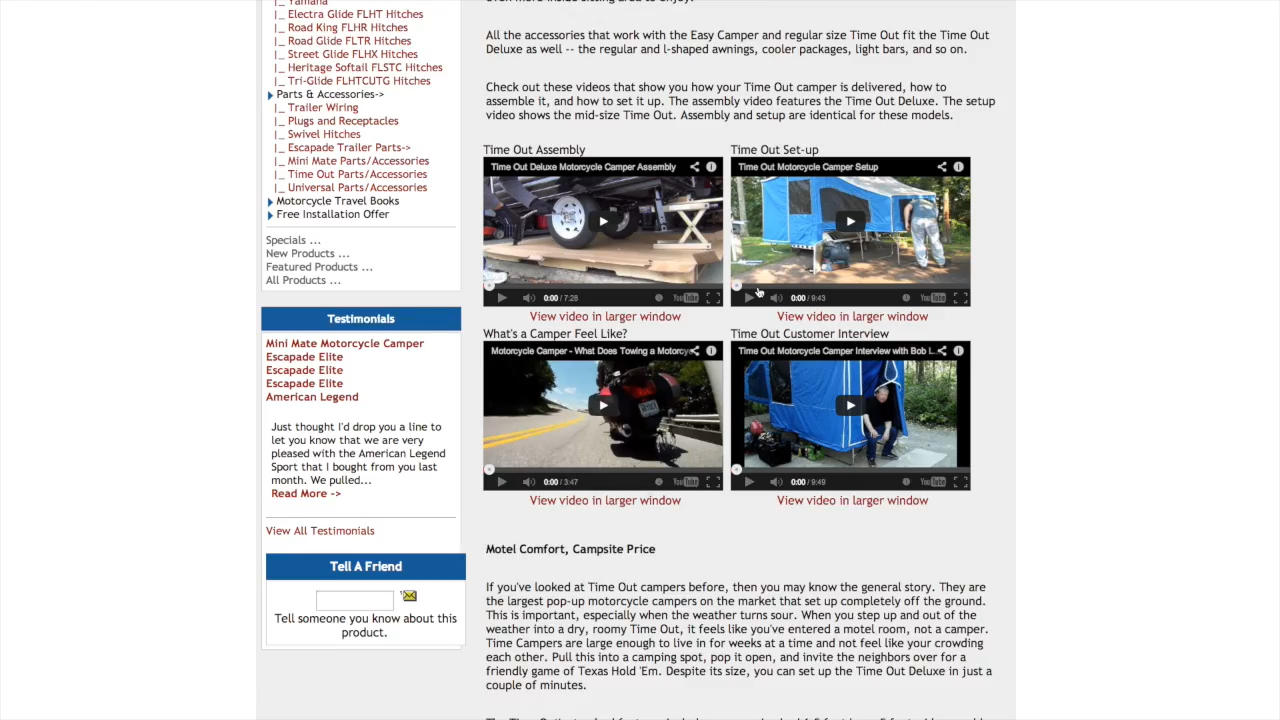 Yamaha
|_ Electra Glide FLHT Hitches
|_ Road King FLHR Hitches
|_ Road Glide FLTR Hitches
|_ Street Glide FLHX Hitches
|_ Heritage Softail FLSTC Hitches
|_ Tri-Glide FLHTCUTG Hitches
Parts & Accessories->
|_ Trailer Wiring
|_ Plugs and Receptacles
|_ Swivel Hitches
|_ Escapade Trailer Parts->
|_ Mini Mate Parts/Accessories
|_ Time Out Parts/Accessories
|_ Universal Parts/Accessories
Motorcycle Travel Books
Free Installation Offer
Specials ...
New Products ...
Featured Products ...
All Products ...
Testimonials
Mini Mate Motorcycle Camper
Escapade Elite
Escapade Elite
Escapade Elite
American Legend
Just thought I'd drop you a line to
let you know that we are very
pleased with the American Legend
Sport that I bought from you last
month. We pulled...
Read More ->
View All Testimonials
Tell A Friend
Tell someone you know about this
product.
All the accessories that work with the Easy Camper and regular size Time Out fit the Time Out
Deluxe as well -- the regular and l-shaped awnings, cooler packages, light bars, and so on.
Check out these videos that show you how your Time Out camper is delivered, how to
assemble it, and how to set it up. The assembly video features the Time Out Deluxe. The setup
video shows the mid-size Time Out. Assembly and setup are identical for these models.
Time Out Assembly
Time Out Deluxe Motorcycle Camper Assembly
0:00 / 7:28
YouTube
View video in larger window
Time Out Set-up
Time Out Motorcycle Camper Setup
0:00 / 9:43
YouTube
View video in larger window
What's a Camper Feel Like?
Motorcycle Camper - What Does Towing a Motorcy
0:00 / 3:47
YouTube
View video in larger window
Time Out Customer Interview
Time Out Motorcycle Camper Interview with Bob L...
0:00 / 9:49
YouTube
View video in larger window
Motel Comfort, Campsite Price
If you've looked at Time Out campers before, then you may know the general story. They are
the largest pop-up motorcycle campers on the market that set up completely off the ground.
This is important, especially when the weather turns sour. When you step up and out of the
weather into a dry, roomy Time Out, it feels like you've entered a motel room, not a camper.
Time Campers are large enough to live in for weeks at a time and not feel like your crowding
each other. Pull this into a camping spot, pop it open, and invite the neighbors over for a
friendly game of Texas Hold 'Em. Despite its size, you can set up the Time Out Deluxe in just a
couple of minutes.